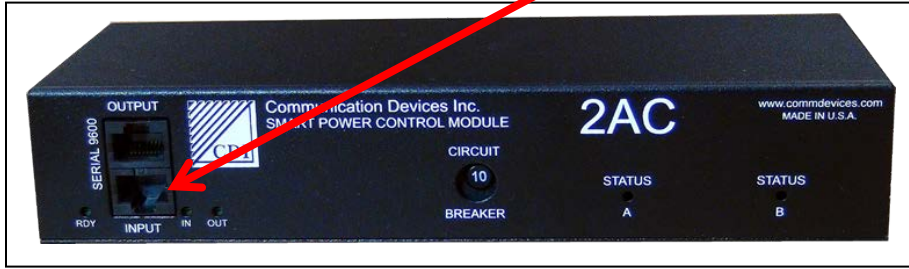 OUTPUT
SERIAL 9600
INPUT
RDY
IN
OUT
CDI
Communication Devices Inc.
SMART POWER CONTROL MODULE
CIRCUIT
10
BREAKER
2AC
STATUS
A
www.commdevices.com
MADE IN U.S.A.
STATUS
B